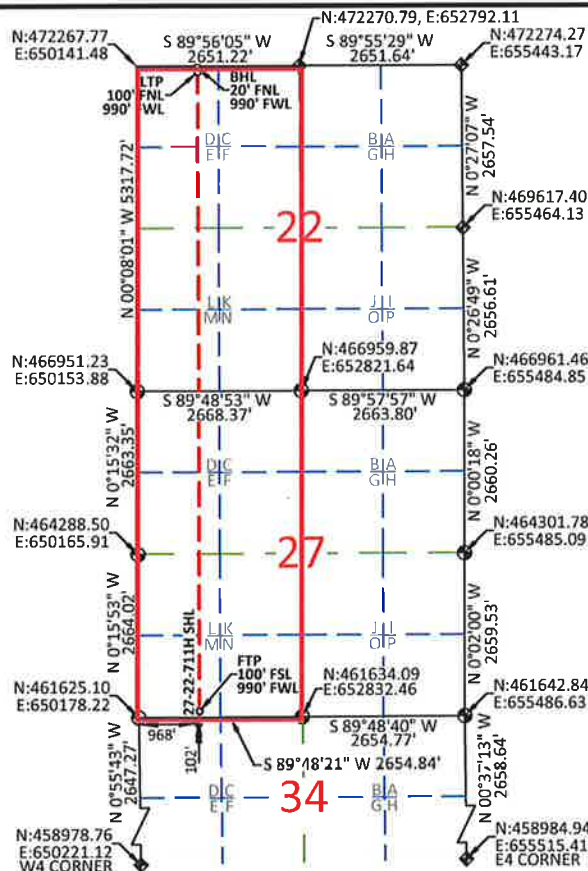 N:472270.79, E:652792.11
N:472267.77
E:650141.48
S 89°56'05" W
2651.22'
S 89°55'29" W
2651.64'
N:472274.27
E:655443.17
LTP
100' FNL
990' FWL
BHL
20' FNL
990' FWL
D C
E F
B A
G H
N 0°27'07" W
2657.54'
N 00°08'01" W 5317.72'
22
N:469617.40
E:655464.13
L K
M N
J I
O P
N 0°26'49" W
2656.61'
N:466951.23
E:650153.88
N:466959.87
E:652821.64
N:466961.46
E:655484.85
S 89°48'53" W
2668.37'
S 89°57'57" W
2663.80'
N 0°15'32" W
2663.35'
D C
E F
B A
G H
N 0°00'18" W
2660.26'
N:464288.50
E:650165.91
27
N:464301.78
E:655485.09
N 0°15'53" W
2664.02'
27-22-711H SHL
L K
M N
J I
O P
N 0°02'00" W
2659.53'
FTP
100' FSL
990' FWL
N:461625.10
E:650178.22
N:461634.09
E:652832.46
N:461642.84
E:655486.63
968'
102'
S 89°48'40" W
2654.77'
S 89°48'21" W 2654.84'
N 0°55'43" W
2647.27'
D C
E F
34
B A
G H
N 00°37'13" W
2658.64'
N:458978.76
E:650221.12
W4 CORNER
N:458984.94
E:655515.41
E4 CORNER